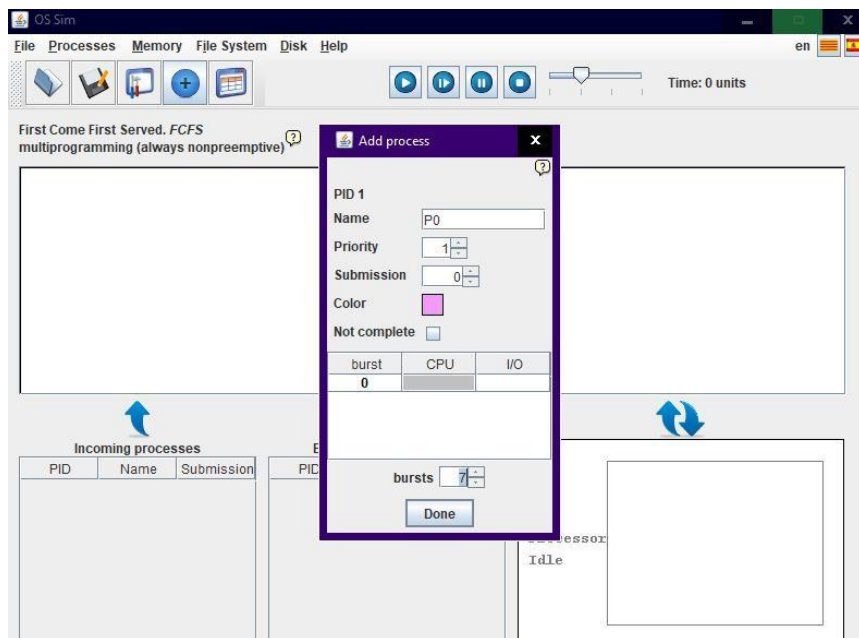 OS Sim
File Processes Memory File System Disk Help en
Time: 0 units
First Come First Served. FCFS
multiprogramming (always nonpreemptive)
Add process
PID 1
Name P0
Priority 1
Submission 0
Color
Not complete
burst CPU I/O
0
bursts 7
Done
Incoming processes
PID Name Submission
PID
Idle